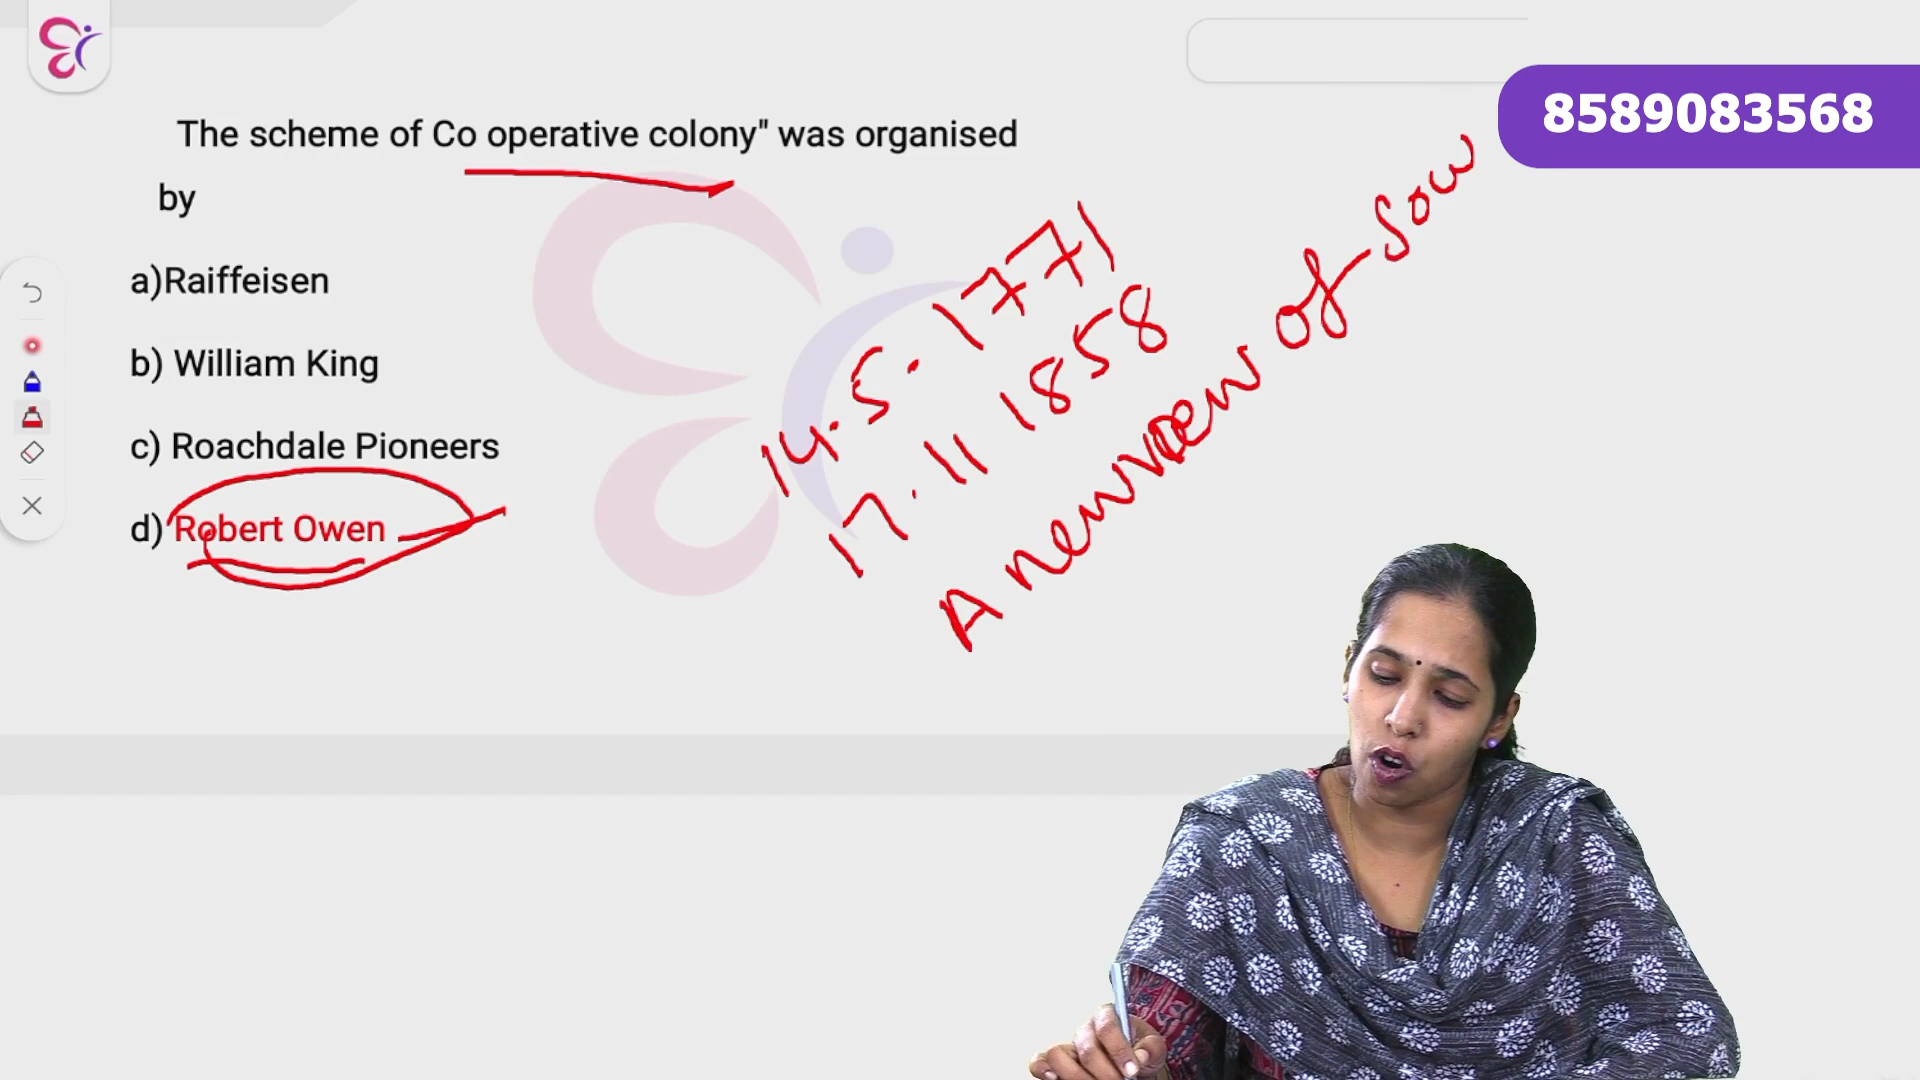 8589083568
The scheme of Co operative colony" was organised
by
a)Raiffeisen
b) William King
c) Roachdale Pioneers
d) Robert Owen
14.5.1771
17.11 1858
A new view of sow